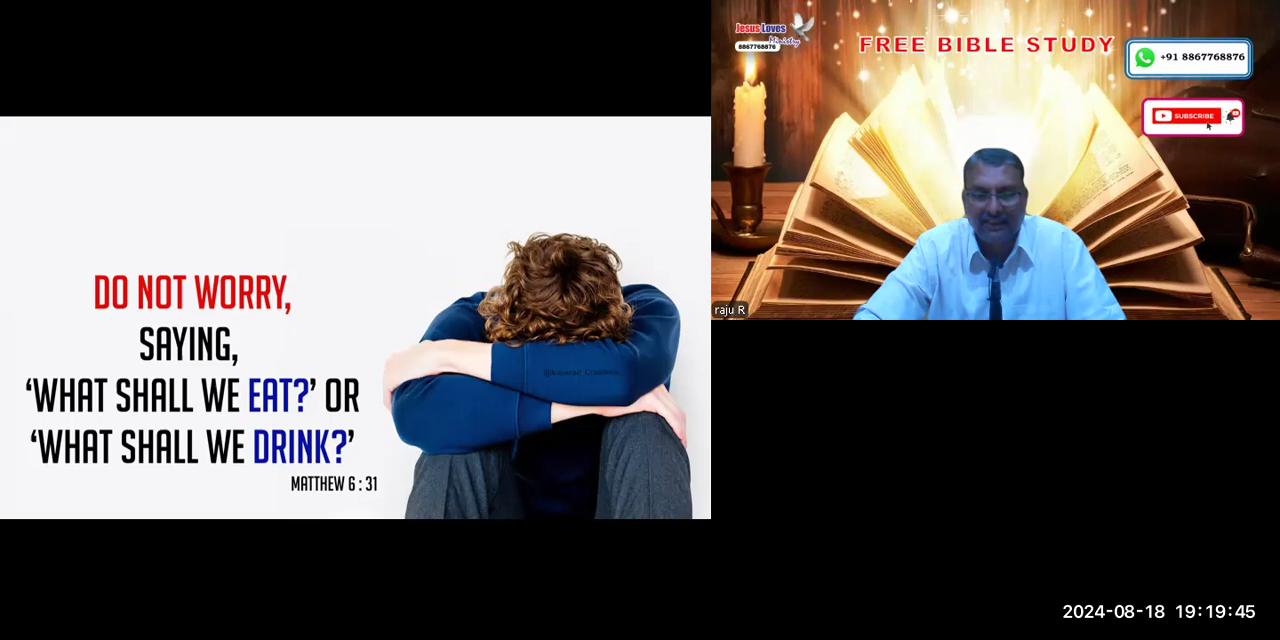 DO NOT WORRY,
SAYING,
‘WHAT SHALL WE EAT?’ OR
‘WHAT SHALL WE DRINK?’
MATTHEW 6 : 31
Jesus Loves
Ministry
8867768876
FREE BIBLE STUDY
+91 8867768876
SUBSCRIBE
raju R
2024-08-18 19:19:45